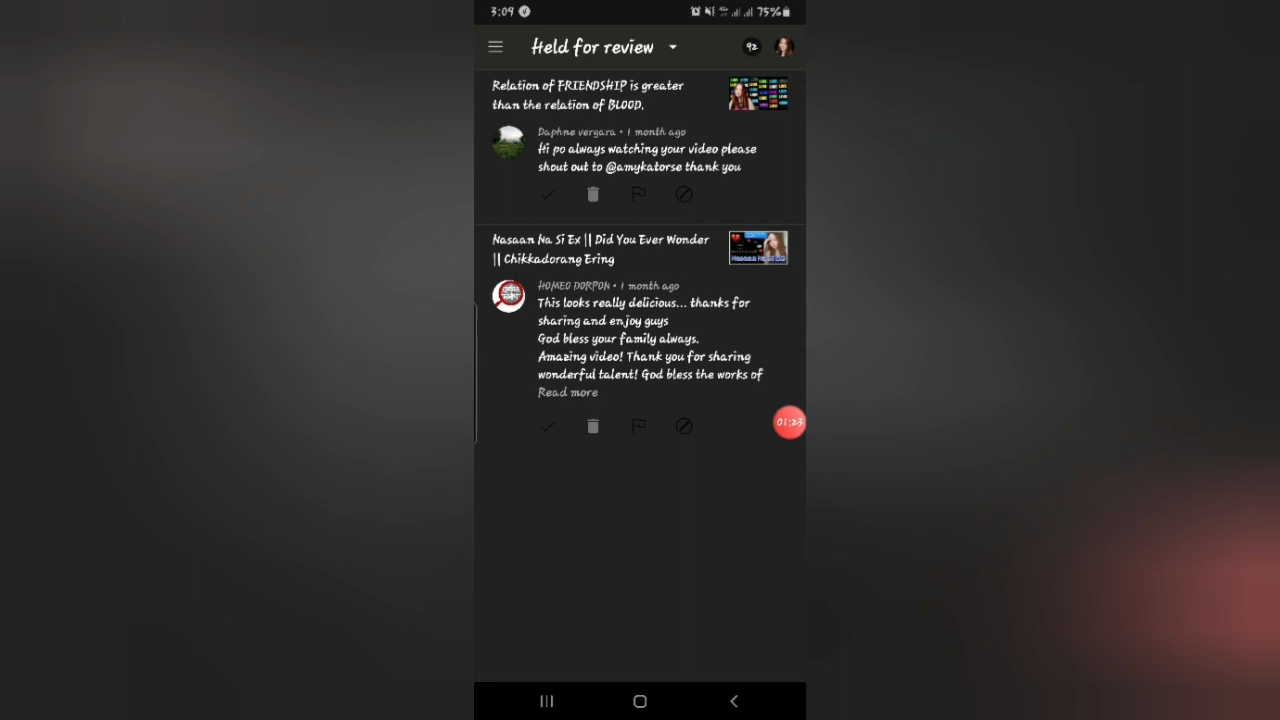 3:09
75%
Held for review
92
Relation of FRIENDSHIP is greater
than the relation of BLOOD.
Daphne vergara • 1 month ago
Hi po always watching your video please
shout out to @amykatorse thank you
Nasaan Na Si Ex || Did You Ever Wonder
|| Chikkadorang Ering
HOMEO DORPON • 1 month ago
This looks really delicious... thanks for
sharing and enjoy guys
God bless your family always.
Amazing video! Thank you for sharing
wonderful talent! God bless the works of
Read more
01:23